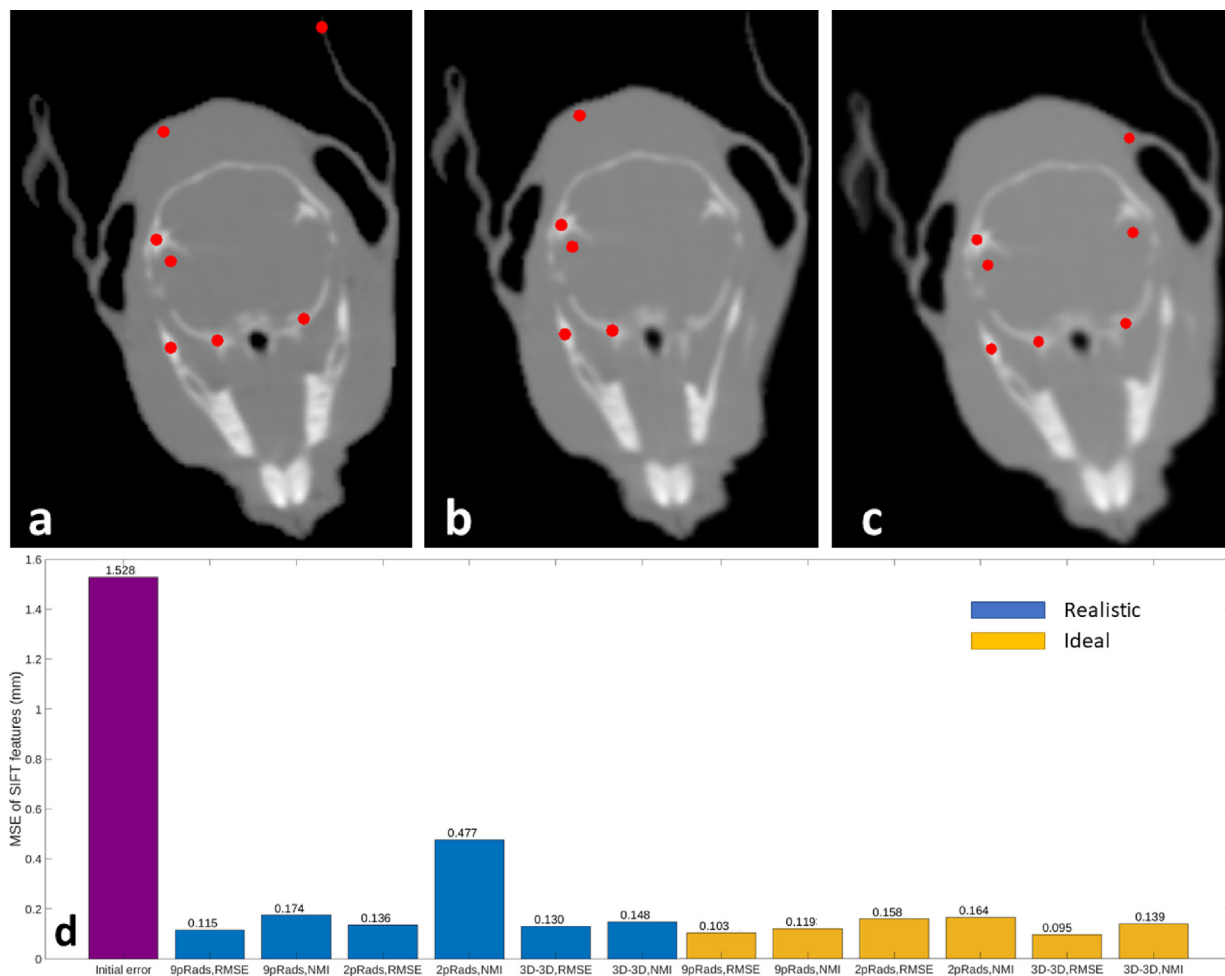 a
b
c
1.6
1.528
1.4
Realistic
Ideal
1.2
1
0.8
0.6
0.477
0.4
0.2
0.115
0.174
0.136
0.130
0.148
0.103
0.119
0.158
0.164
0.095
0.139
0
MSE of SIFT features (mm)
d
Initial error 9pRads,RMSE 9pRads,NMI 2pRads,RMSE 2pRads,NMI 3D-3D,RMSE 3D-3D,NMI 9pRads,RMSE 9pRads,NMI 2pRads,RMSE 2pRads,NMI 3D-3D,RMSE 3D-3D,NMI